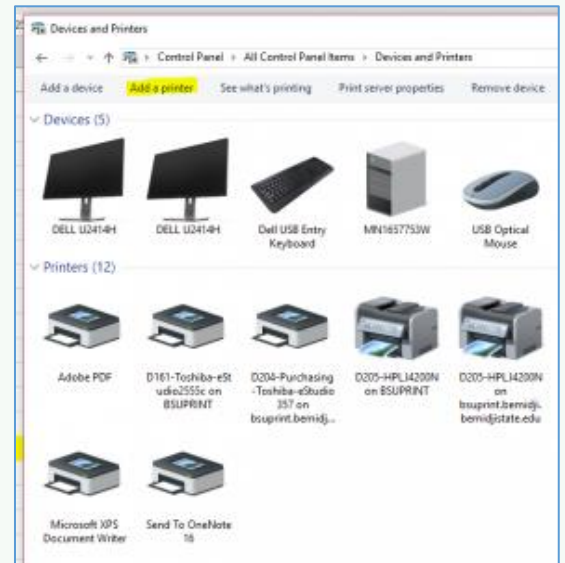 Devices and Printers
Control Panel > All Control Panel Items > Devices and Printers
Add a device Add a printer See what's printing Print server properties Remove device
Devices (5)
DELL U2414H
DELL U2414H
Dell USB Entry
Keyboard
MN1657753W
USB Optical
Mouse
Printers (12)
Adobe PDF
D161-Toshiba-eSt
udio2555c on
BSUPRINT
D204-Purchasing
-Toshiba-eStudio
357 on
bsuprint.bemidj...
D205-HPLJ4200N
on BSUPRINT
D205-HPLJ4200N
on
bsuprint.bemidji.
bemidjistate.edu
Microsoft XPS
Document Writer
Send To OneNote
16